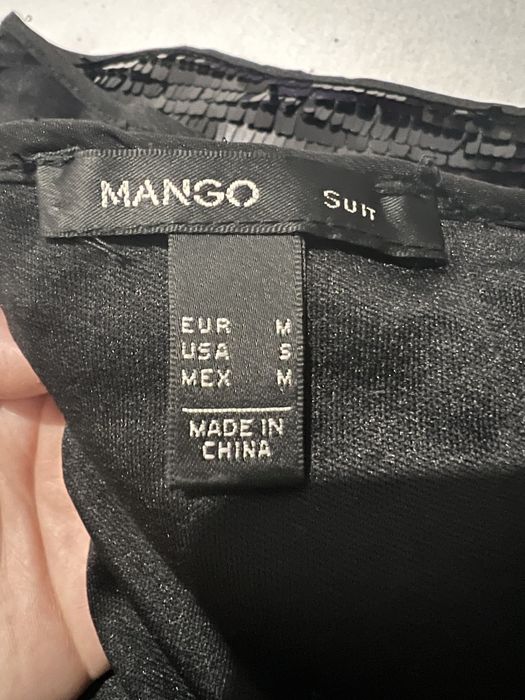 MANGO Suit
EUR M
USA S
MEX M
MADE IN
CHINA